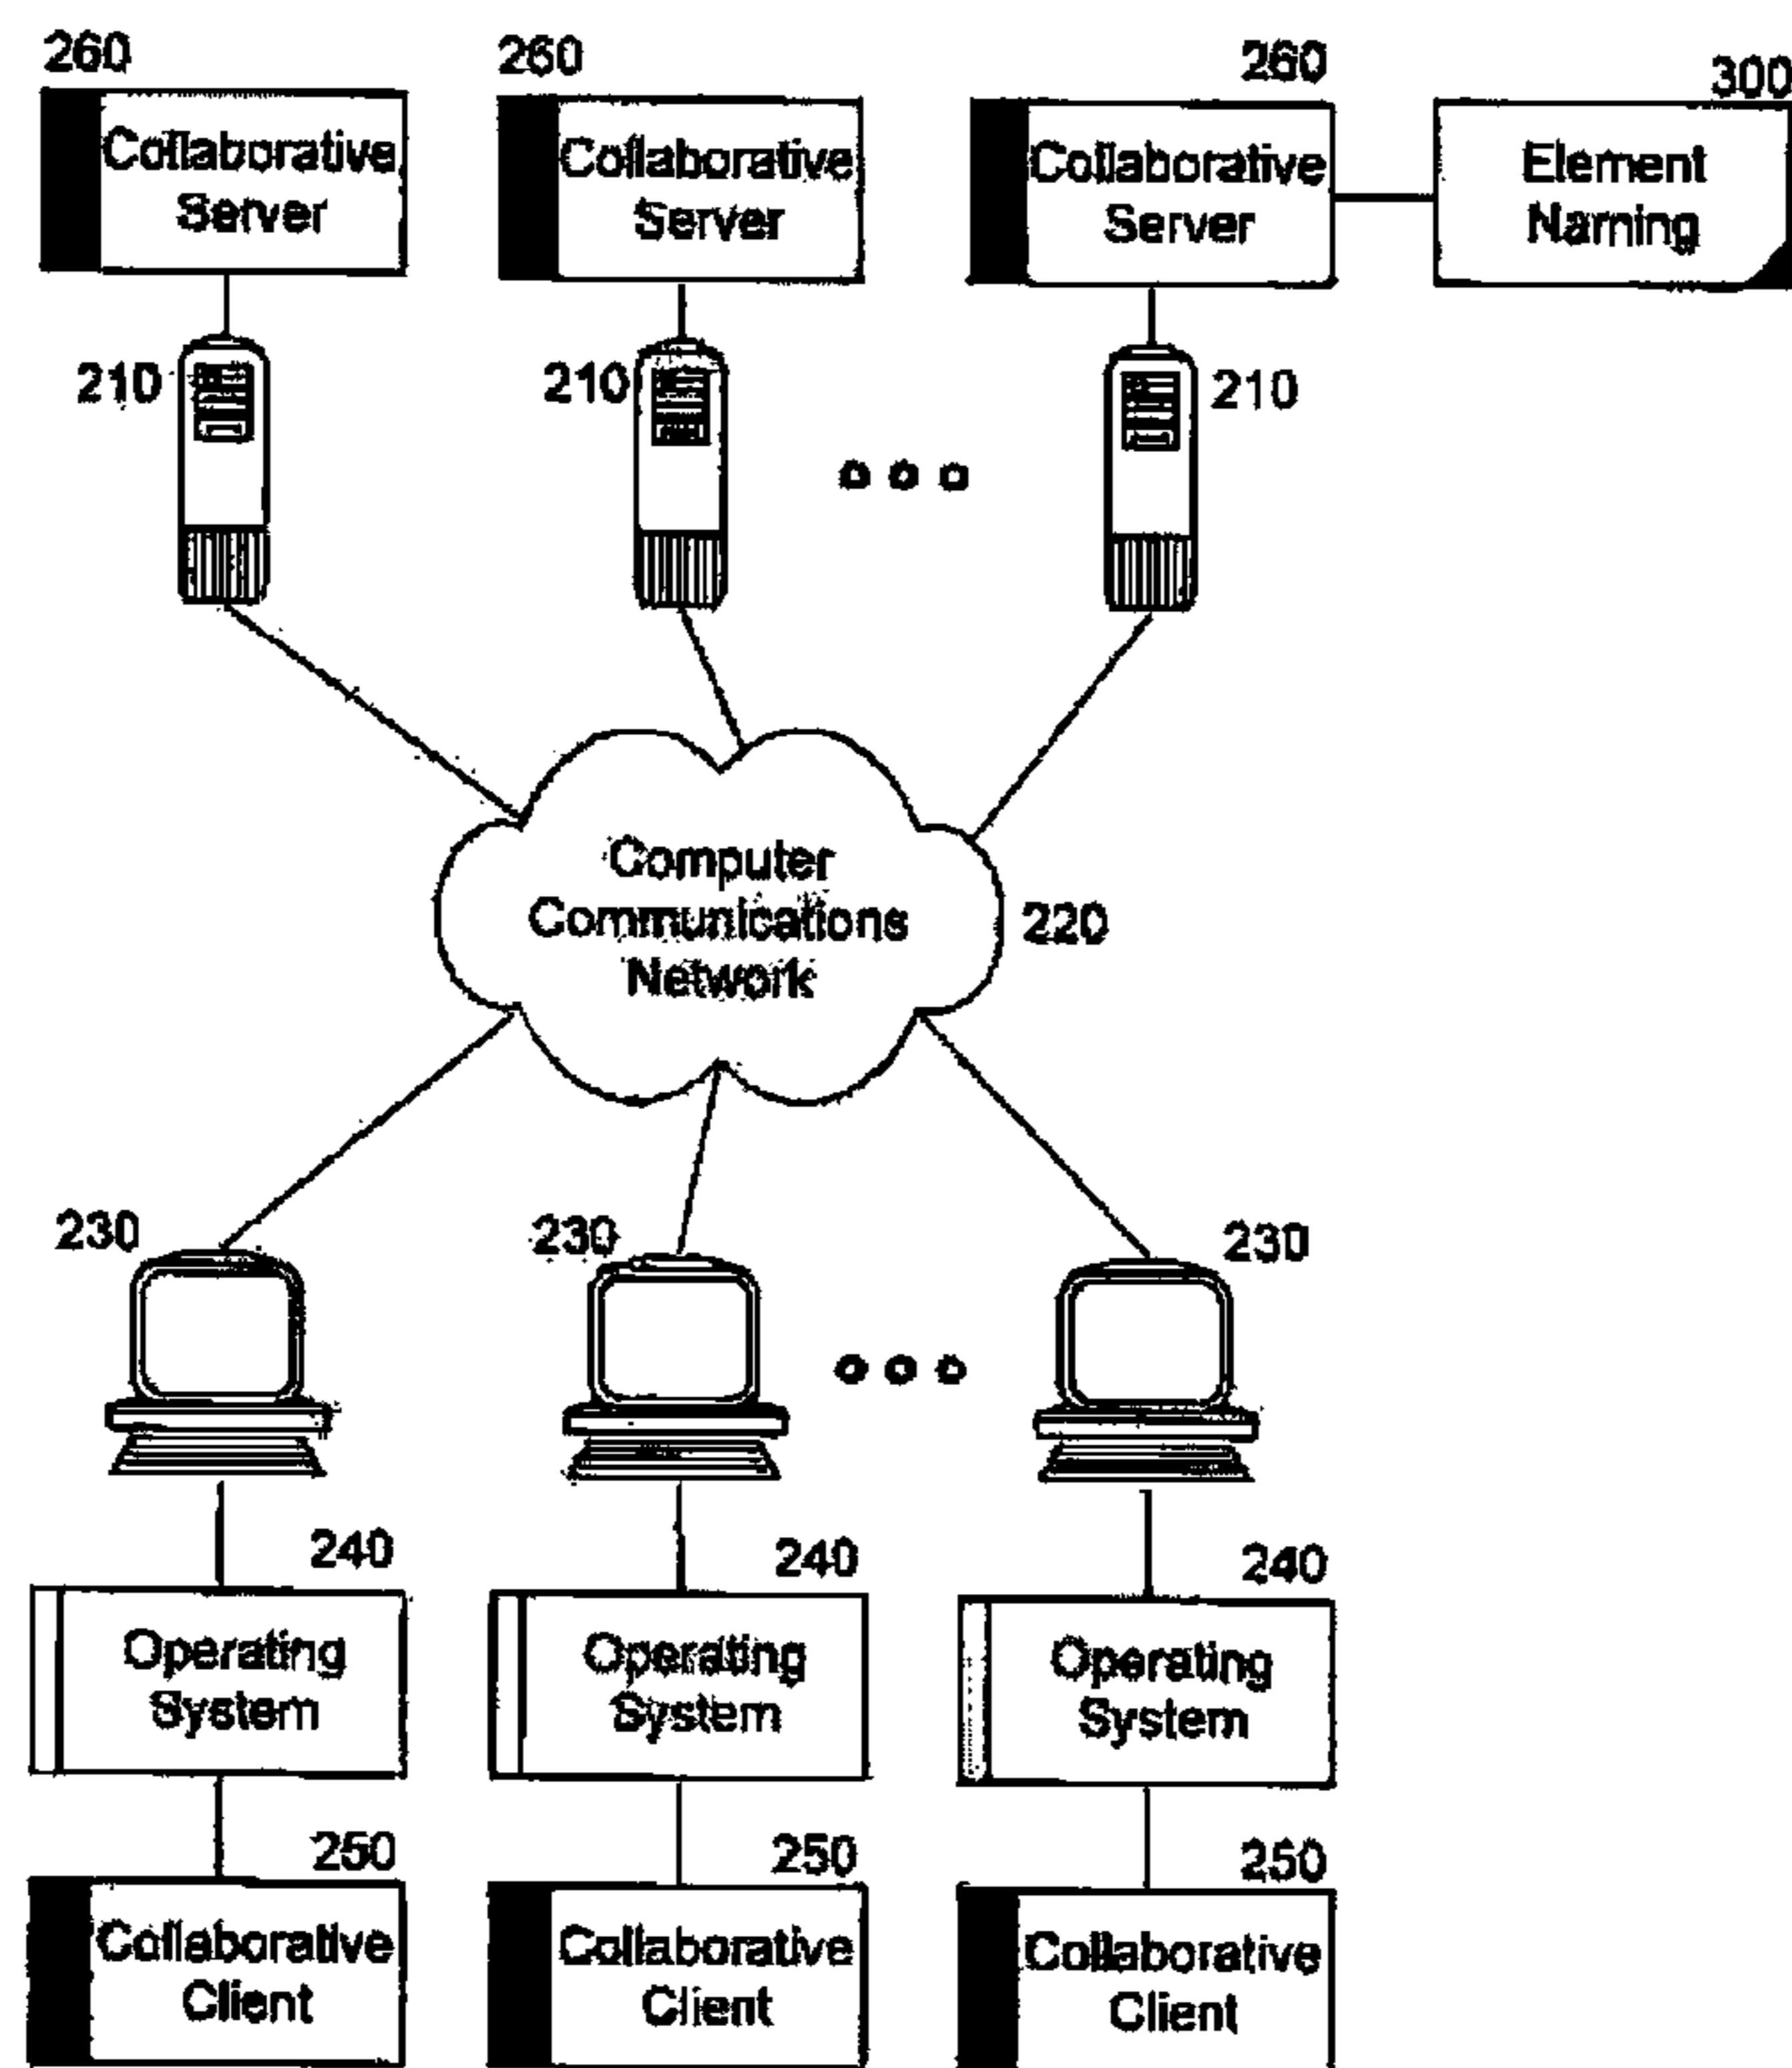 260
260
260
300
Collaborative
Server
Collaborative
Server
Collaborative
Server
Element
Naming
210
210
210
Computer
Communications
Network
220
230
230
230
240
240
240
Operating
System
Operating
System
Operating
System
250
250
250
Collaborative
Client
Collaborative
Client
Collaborative
Client